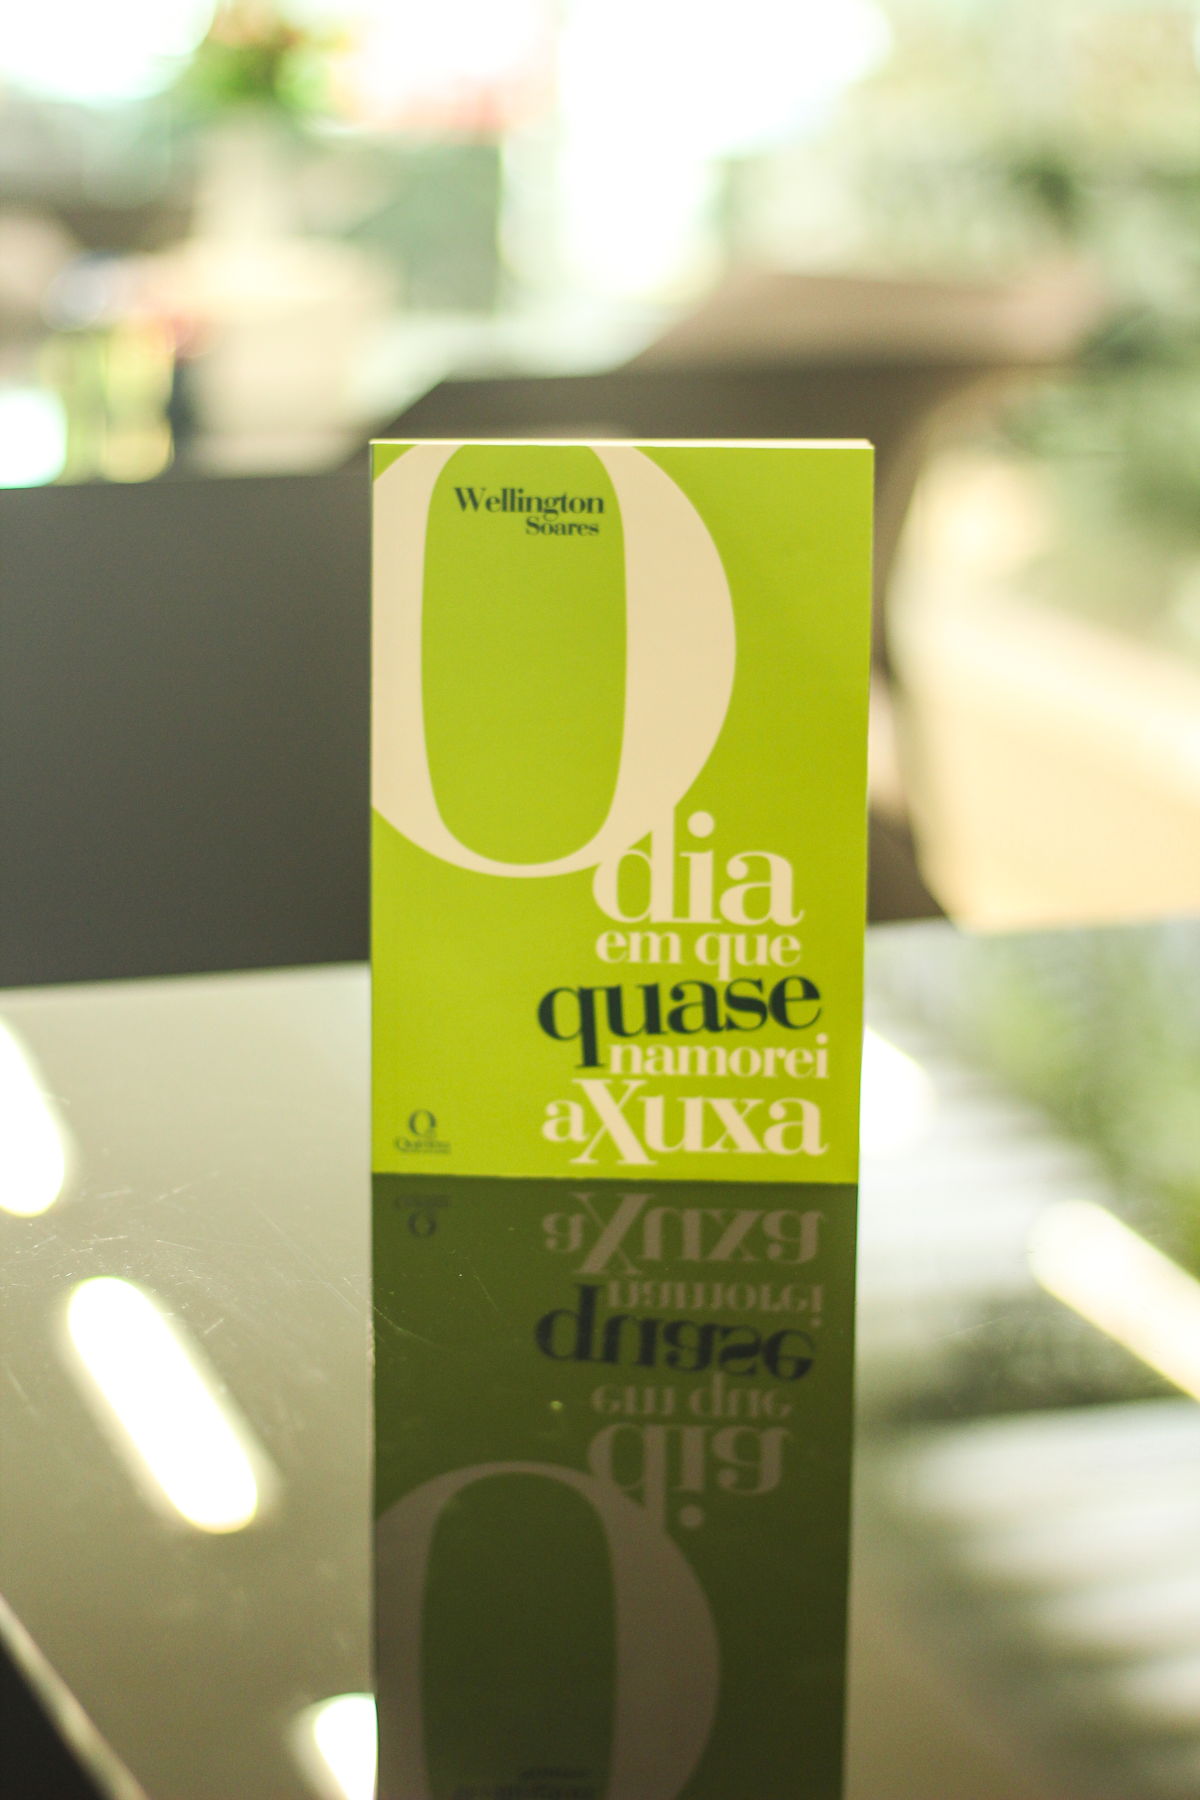 Wellington
Soares
O
dia
em que
quase
namorei
a Xuxa